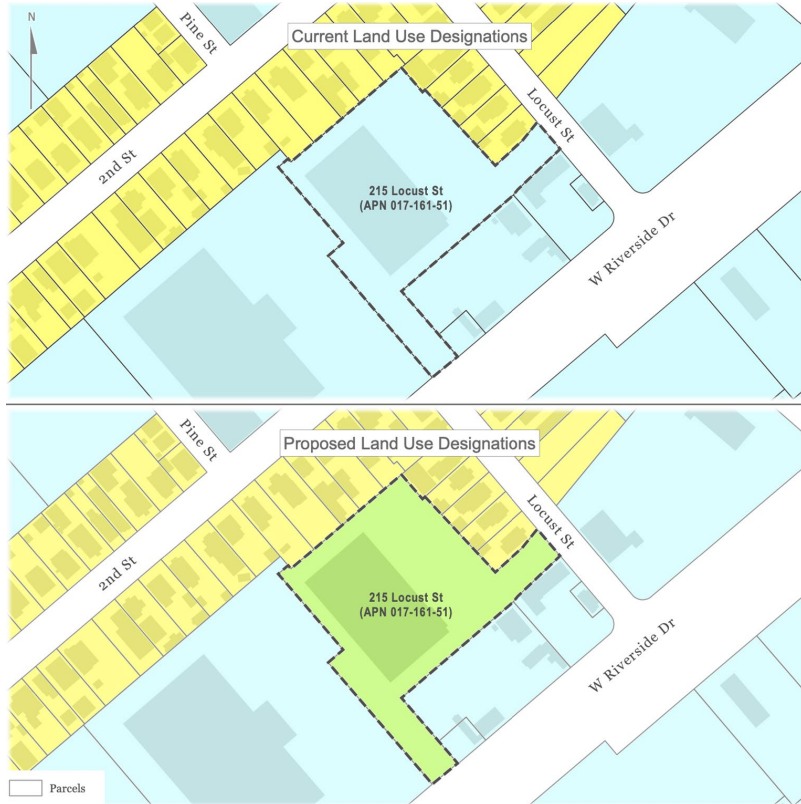 N
Pine St
Current Land Use Designations
Locust St
2nd St
215 Locust St
(APN 017-161-51)
W Riverside Dr
Pine St
Proposed Land Use Designations
Locust St
2nd St
215 Locust St
(APN 017-161-51)
W Riverside Dr
Parcels